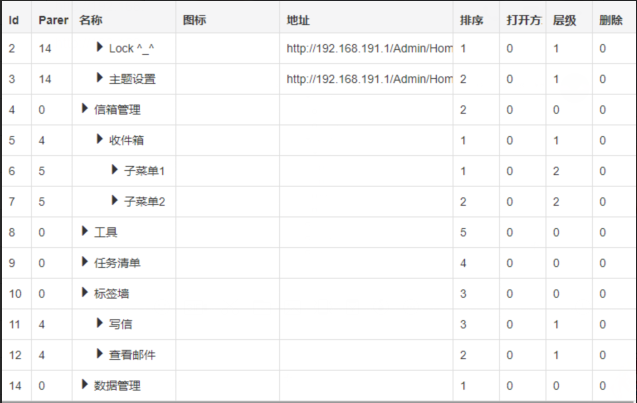 Id Parer 名称 图标 地址 排序 打开方 层级 删除
2 14 Lock ^_^ http://192.168.191.1/Admin/Hom 1 0 1 0
3 14 主题设置 http://192.168.191.1/Admin/Hom 2 0 1 0
4 0 信箱管理 2 0 0 0
5 4 收件箱 1 0 1 0
6 5 子菜单1 1 0 2 0
7 5 子菜单2 2 0 2 0
8 0 工具 5 0 0 0
9 0 任务清单 4 0 0 0
10 0 标签墙 3 0 0 0
11 4 写信 3 0 1 0
12 4 查看邮件 2 0 1 0
14 0 数据管理 1 0 0 0